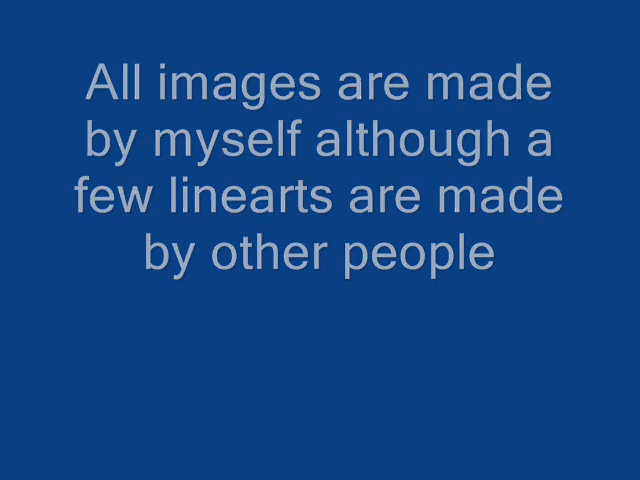 All images are made
by myself although a
few linearts are made
by other people